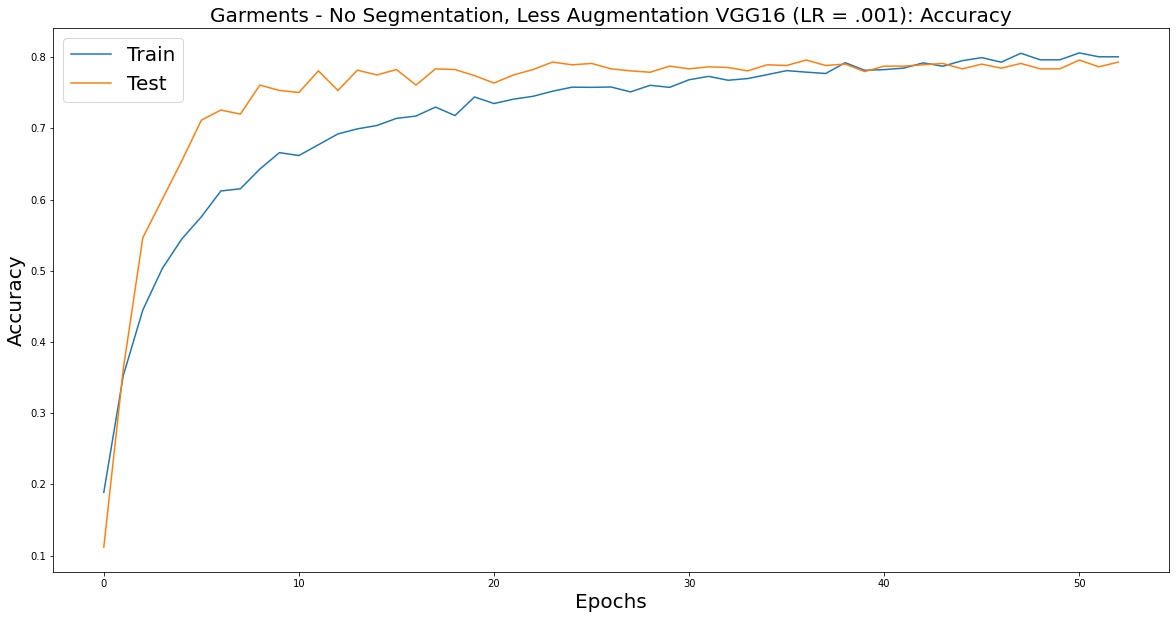 Garments - No Segmentation, Less Augmentation VGG16 (LR = .001): Accuracy
Train
Test
0.8
0.7
0.6
0.5
0.4
0.3
0.2
0.1
Accuracy
0 10 20 30 40 50
Epochs